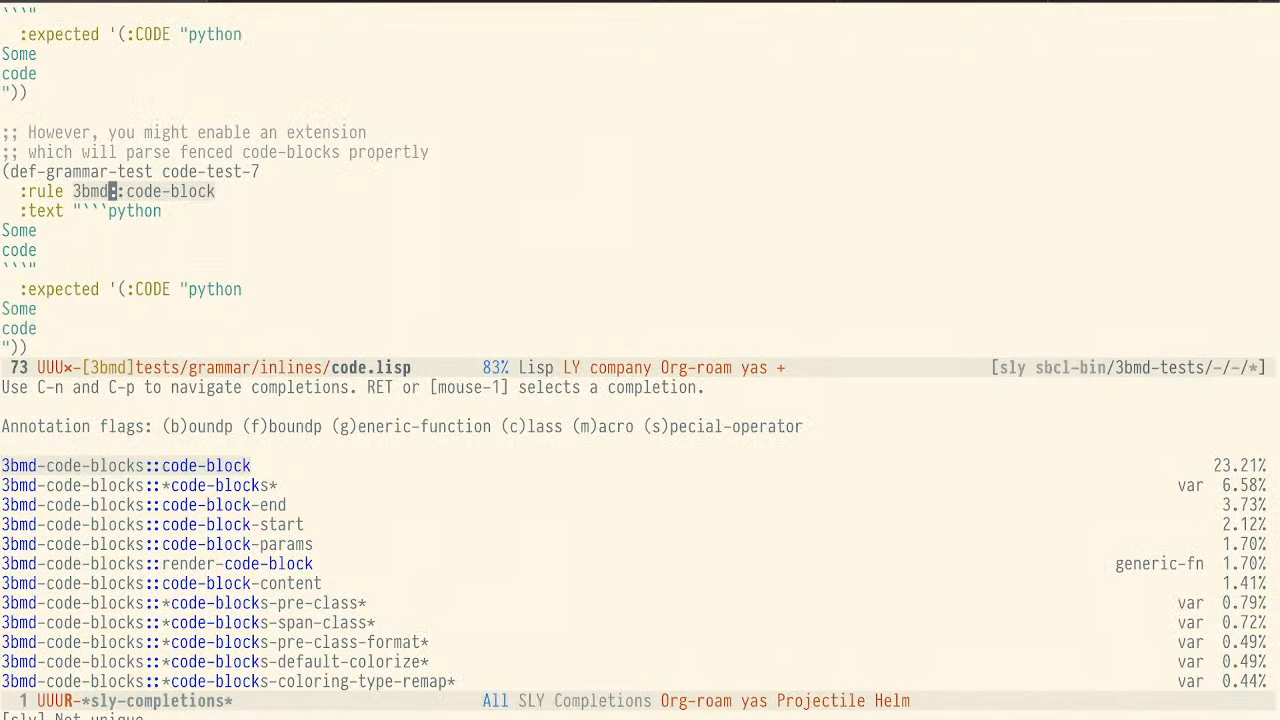 ```"
  :expected '(:CODE "python
Some
code
"))

;; However, you might enable an extension
;; which will parse fenced code-blocks propertly
(def-grammar-test code-test-7
  :rule 3bmd::code-block
  :text "```python
Some
code
```"
  :expected '(:CODE "python
Some
code
"))
73 UUU×-[3bmd]tests/grammar/inlines/code.lisp 83% Lisp LY company Org-roam yas + [sly sbcl-bin/3bmd-tests/-/-/*]
Use C-n and C-p to navigate completions. RET or [mouse-1] selects a completion.

Annotation flags: (b)oundp (f)boundp (g)eneric-function (c)lass (m)acro (s)pecial-operator

3bmd-code-blocks::code-block 23.21%
3bmd-code-blocks::*code-blocks* var 6.58%
3bmd-code-blocks::code-block-end 3.73%
3bmd-code-blocks::code-block-start 2.12%
3bmd-code-blocks::code-block-params 1.70%
3bmd-code-blocks::render-code-block generic-fn 1.70%
3bmd-code-blocks::code-block-content 1.41%
3bmd-code-blocks::*code-blocks-pre-class* var 0.79%
3bmd-code-blocks::*code-blocks-span-class* var 0.72%
3bmd-code-blocks::*code-blocks-pre-class-format* var 0.49%
3bmd-code-blocks::*code-blocks-default-colorize* var 0.49%
3bmd-code-blocks::*code-blocks-coloring-type-remap* var 0.44%
1 UUUR-*sly-completions* All SLY Completions Org-roam yas Projectile Helm
[sly] Not unique